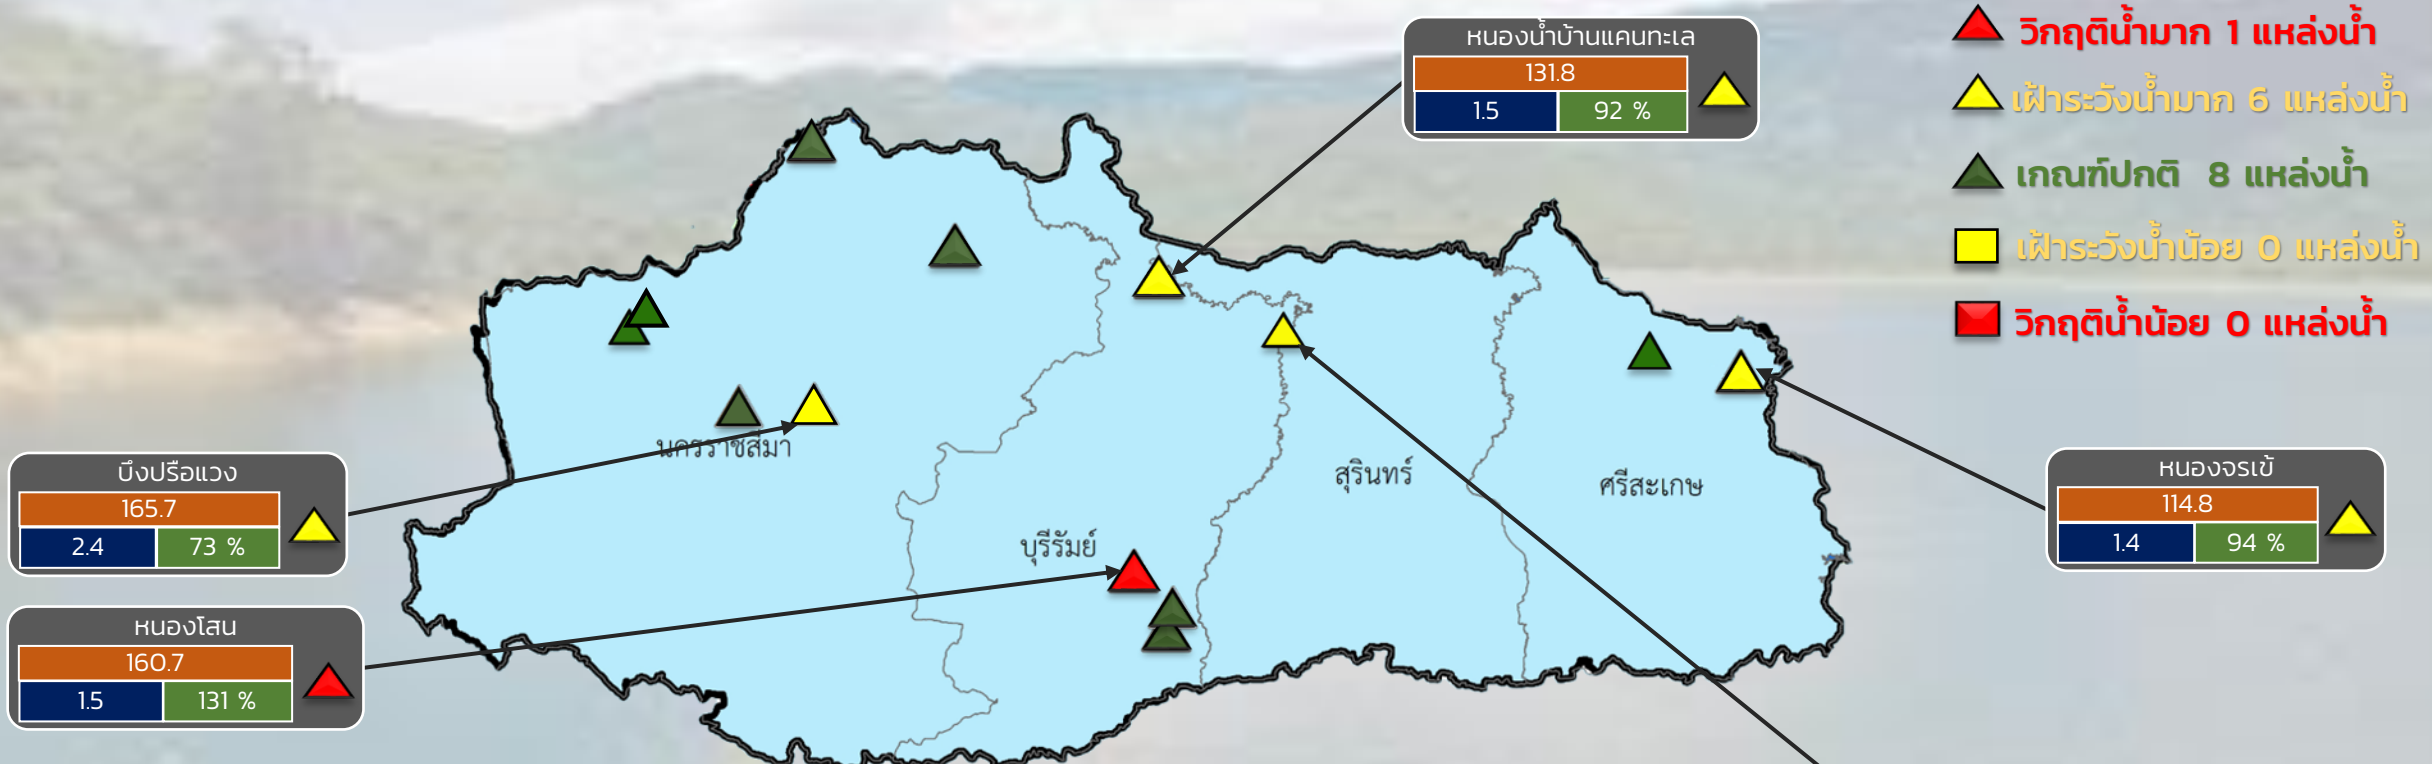 หนองน้ำบ้านแคนทะเล
131.8
1.5 92 %
วิกฤติน้ำมาก 1 แหล่งน้ำ
เฝ้าระวังน้ำมาก 6 แหล่งน้ำ
เกณฑ์ปกติ 8 แหล่งน้ำ
เฝ้าระวังน้ำน้อย 0 แหล่งน้ำ
วิกฤติน้ำน้อย 0 แหล่งน้ำ
นครราชสีมา
สุรินทร์
ศรีสะเกษ
บุรีรัมย์
บึงปรือแวง
165.7
2.4 73 %
หนองจรเข้
114.8
1.4 94 %
หนองโสน
160.7
1.5 131 %